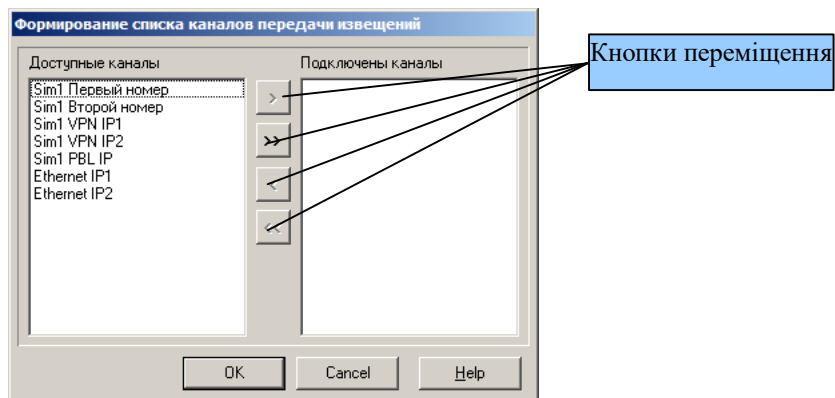 Формирование списка каналов передачи извещений
Доступные каналы
Подключены каналы
Sim1 Первый номер
Sim1 Второй номер
Sim1 VPN IP1
Sim1 VPN IP2
Sim1 PBL IP
Ethernet IP1
Ethernet IP2
>
>>
<
<<
OK
Cancel
Help
Кнопки переміщення